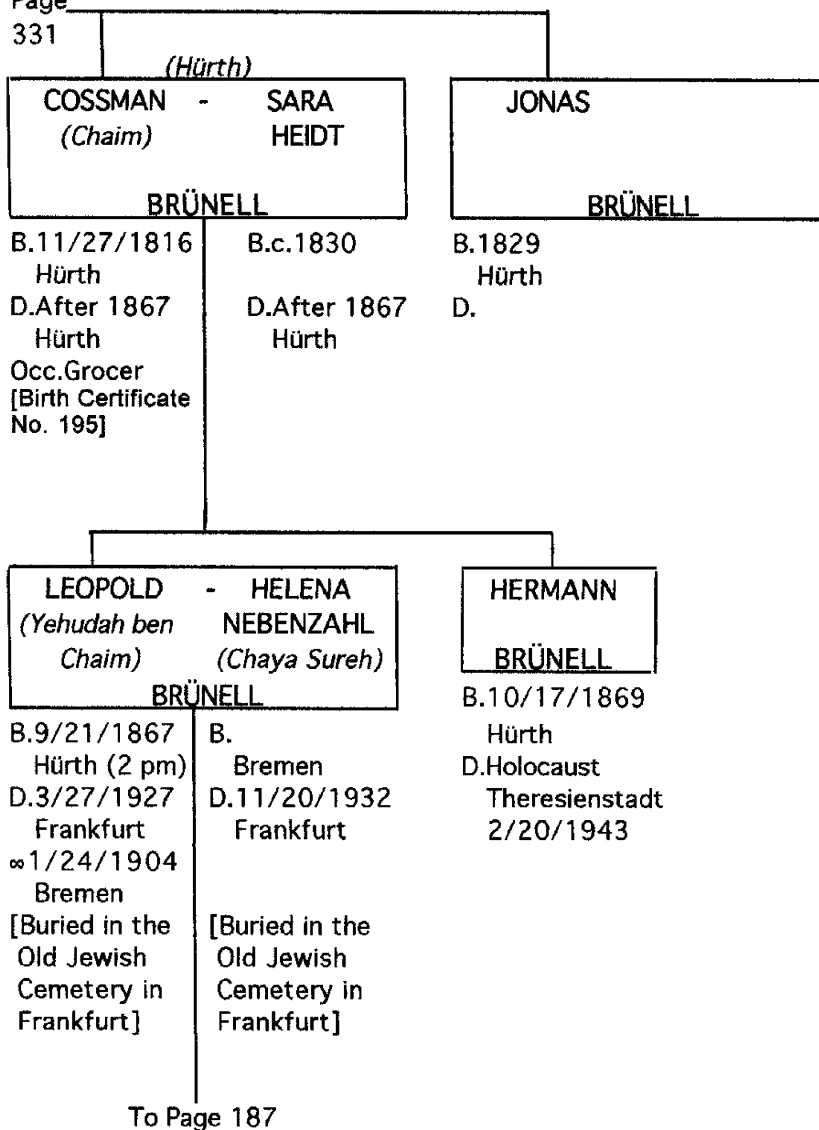 Page
331
(Hürth)
COSSMAN - SARA
(Chaim) HEIDT
BRÜNELL
B.11/27/1816 B.c.1830
Hürth
D.After 1867 D.After 1867
Hürth Hürth
Occ.Grocer
[Birth Certificate
No. 195]
JONAS
BRÜNELL
B.1829
Hürth
D.
LEOPOLD - HELENA
(Yehudah ben NEBENZAHL
Chaim) (Chaya Sureh)
BRÜNELL
B.9/21/1867 B.
Hürth (2 pm) Bremen
D.3/27/1927 D.11/20/1932
Frankfurt Frankfurt
∞1/24/1904
Bremen
[Buried in the [Buried in the
Old Jewish Old Jewish
Cemetery in Cemetery in
Frankfurt] Frankfurt]
HERMANN
BRÜNELL
B.10/17/1869
Hürth
D.Holocaust
Theresienstadt
2/20/1943
To Page 187